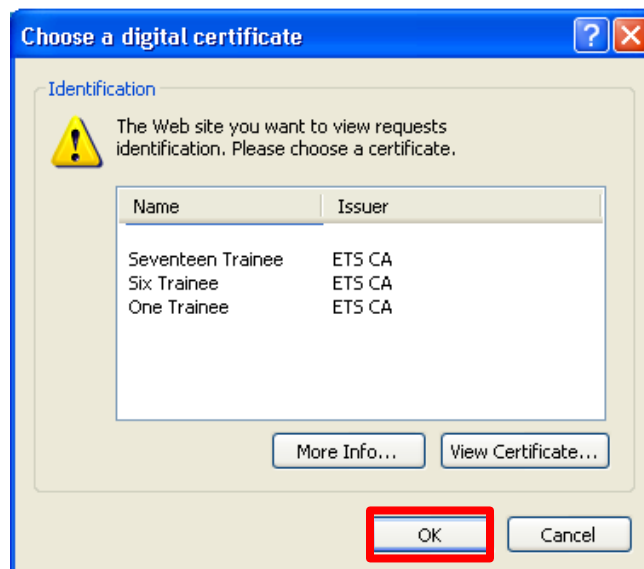 Choose a digital certificate
Identification
The Web site you want to view requests
identification. Please choose a certificate.
Name Issuer
Seventeen Trainee ETS CA
Six Trainee ETS CA
One Trainee ETS CA
More Info... View Certificate...
OK Cancel